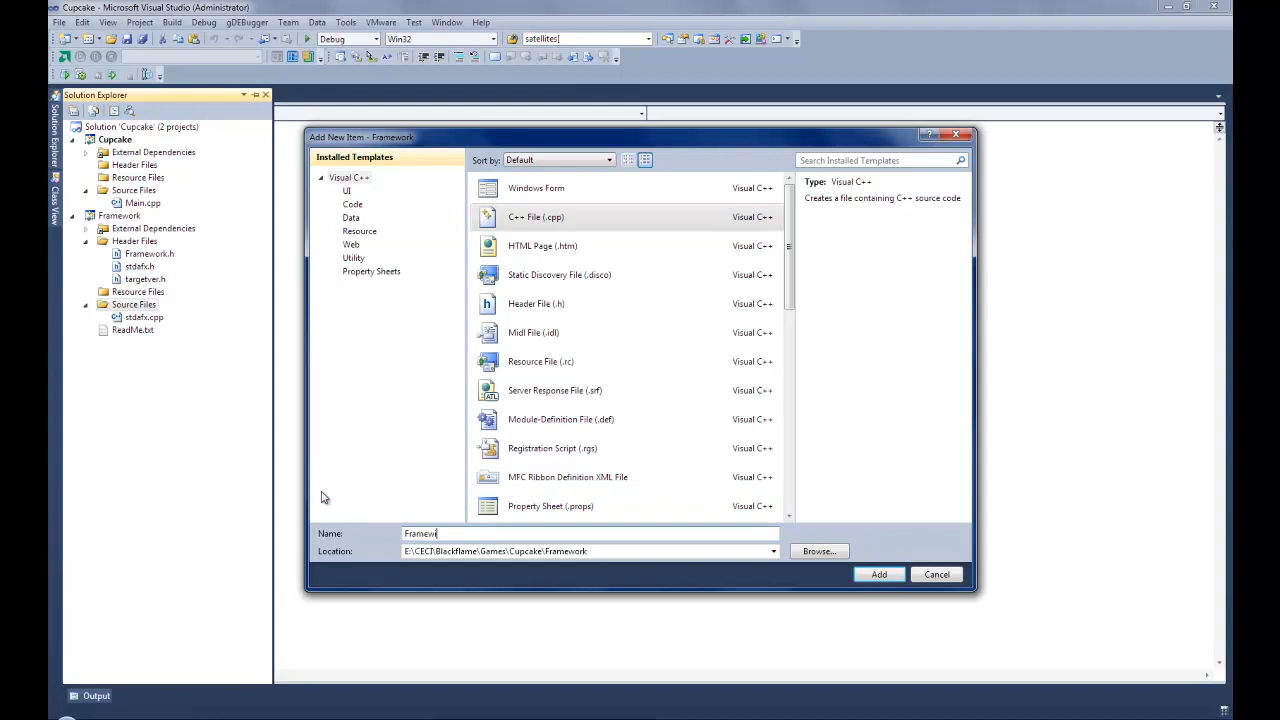 Cupcake - Microsoft Visual Studio (Administrator)
File Edit View Project Build Debug gDEBugger Team Data Tools VMware Test Window Help
Debug Win32 satellites[
Solution Explorer
Solution 'Cupcake' (2 projects)
Cupcake
External Dependencies
Header Files
Resource Files
Source Files
Main.cpp
Framework
External Dependencies
Header Files
Framework.h
stdafx.h
targetver.h
Resource Files
Source Files
stdafx.cpp
ReadMe.txt
Solution Explorer
Class View
Add New Item - Framework
Installed Templates
Visual C++
UI
Code
Data
Resource
Web
Utility
Property Sheets
Sort by: Default
Search Installed Templates
Windows Form Visual C++
C++ File (.cpp) Visual C++
HTML Page (.htm) Visual C++
Static Discovery File (.disco) Visual C++
Header File (.h) Visual C++
Midl File (.idl) Visual C++
Resource File (.rc) Visual C++
Server Response File (.srf) Visual C++
Module-Definition File (.def) Visual C++
Registration Script (.rgs) Visual C++
MFC Ribbon Definition XML File Visual C++
Property Sheet (.props) Visual C++
Type: Visual C++
Creates a file containing C++ source code
Name: Framewi
Location: E:\CECI\Blackflame\Games\Cupcake\Framework
Browse...
Add Cancel
Output